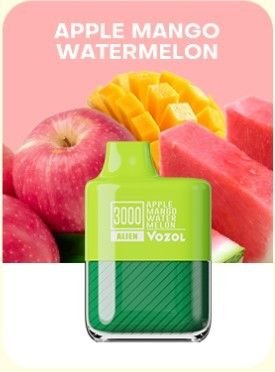 APPLE MANGO
WATERMELON
3000
APPLE
MANGO
WATER
MELON
ALIEN
VOZOL